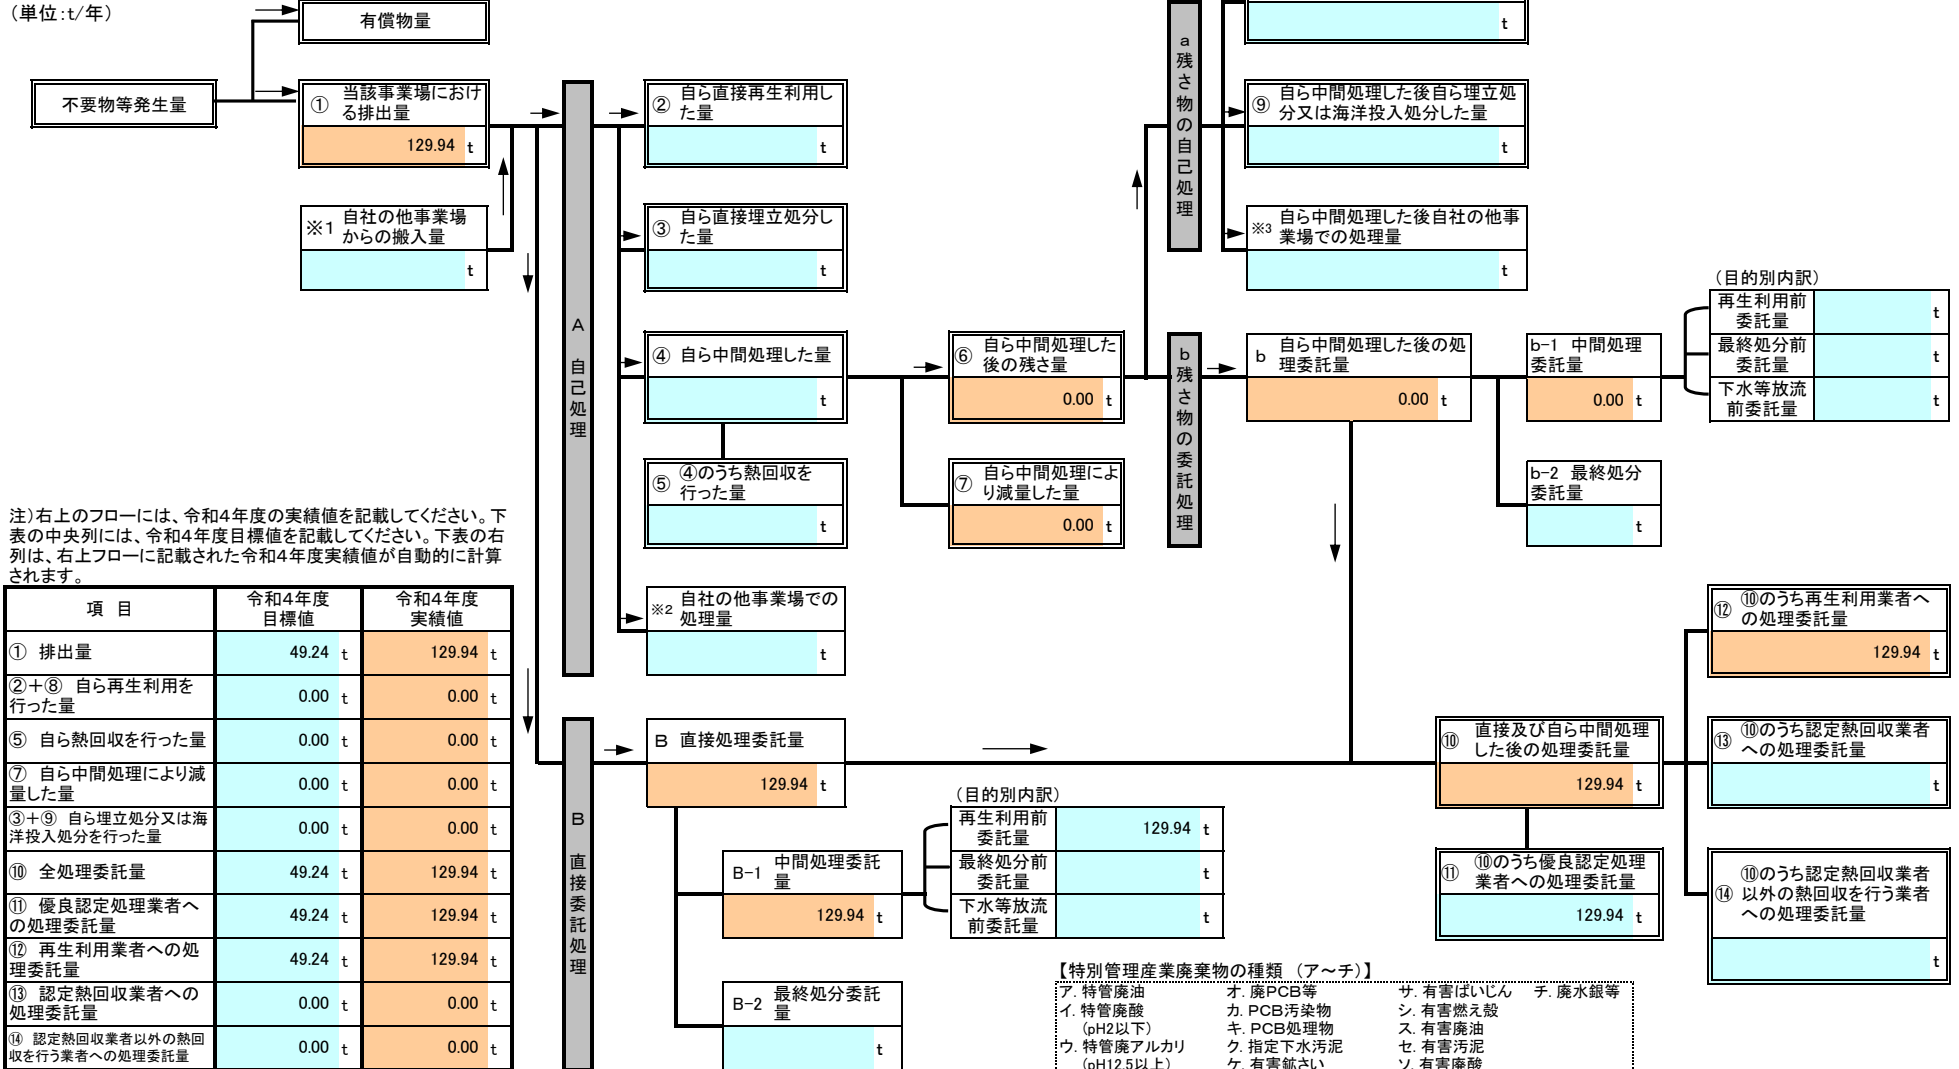 （単位：t/年）
有償物量
不要物等発生量
① 当該事業場におけ
る排出量
129.94 t
※1 自社の他事業場
からの搬入量
t
A 自己処理
② 自ら直接再生利用し
た量
t
③ 自ら直接埋立処分し
た量
t
④ 自ら中間処理した量
t
⑤ ④のうち熱回収を
行った量
t
※2 自社の他事業場での
処理量
t
⑥ 自ら中間処理した
後の残さ量
0.00 t
⑦ 自ら中間処理によ
り減量した量
0.00 t
a 残さ物の自己処理
t
⑨ 自ら中間処理した後自ら埋立処
分又は海洋投入処分した量
t
※3 自ら中間処理した後自社の他事
業場での処理量
t
b 残さ物の委託処理
b 自ら中間処理した後の処
理委託量
0.00 t
b-1 中間処理
委託量
0.00 t
b-2 最終処分
委託量
t
（目的別内訳）
再生利用前
委託量 t
最終処分前
委託量 t
下水等放流
前委託量 t
注）右上のフローには、令和4年度の実績値を記載してください。下
表の中央列には、令和4年度目標値を記載してください。下表の右
列は、右上フローに記載された令和4年度実績値が自動的に計算
されます。
項 目 令和4年度
目標値 令和4年度
実績値
① 排出量 49.24 t 129.94 t
②＋⑧ 自ら再生利用を
行った量 0.00 t 0.00 t
⑤ 自ら熱回収を行った量 0.00 t 0.00 t
⑦ 自ら中間処理により減
量した量 0.00 t 0.00 t
③＋⑨ 自ら埋立処分又は海
洋投入処分を行った量 0.00 t 0.00 t
⑩ 全処理委託量 49.24 t 129.94 t
⑪ 優良認定処理業者へ
の処理委託量 49.24 t 129.94 t
⑫ 再生利用業者への処
理委託量 49.24 t 129.94 t
⑬ 認定熱回収業者への
処理委託量 0.00 t 0.00 t
⑭ 認定熱回収業者以外の熱回
収を行う業者への処理委託量 0.00 t 0.00 t
B 直接委託処理
B 直接処理委託量
129.94 t
B-1 中間処理委託
量
129.94 t
B-2 最終処分委託
量
t
（目的別内訳）
再生利用前
委託量 129.94 t
最終処分前
委託量 t
下水等放流
前委託量 t
⑩ 直接及び自ら中間処理
した後の処理委託量
129.94 t
⑪ ⑩のうち優良認定処理
業者への処理委託量
129.94 t
⑫ ⑩のうち再生利用業者へ
の処理委託量
129.94 t
⑬ ⑩のうち認定熱回収業者
への処理委託量
t
⑭ ⑩のうち認定熱回収業者
以外の熱回収を行う業者
への処理委託量
t
【特別管理産業廃棄物の種類 （ア～チ）】
ア. 特管廃油 オ. 廃PCB等 サ. 有害ばいじん チ. 廃水銀等
イ. 特管廃酸 カ. PCB汚染物 シ. 有害燃え殻
（pH2以下） キ. PCB処理物 ス. 有害廃油
ウ. 特管廃アルカリ ク. 指定下水汚泥 セ. 有害汚泥
（pH12.5以上） ケ. 有害鉱さい ソ. 有害廃酸